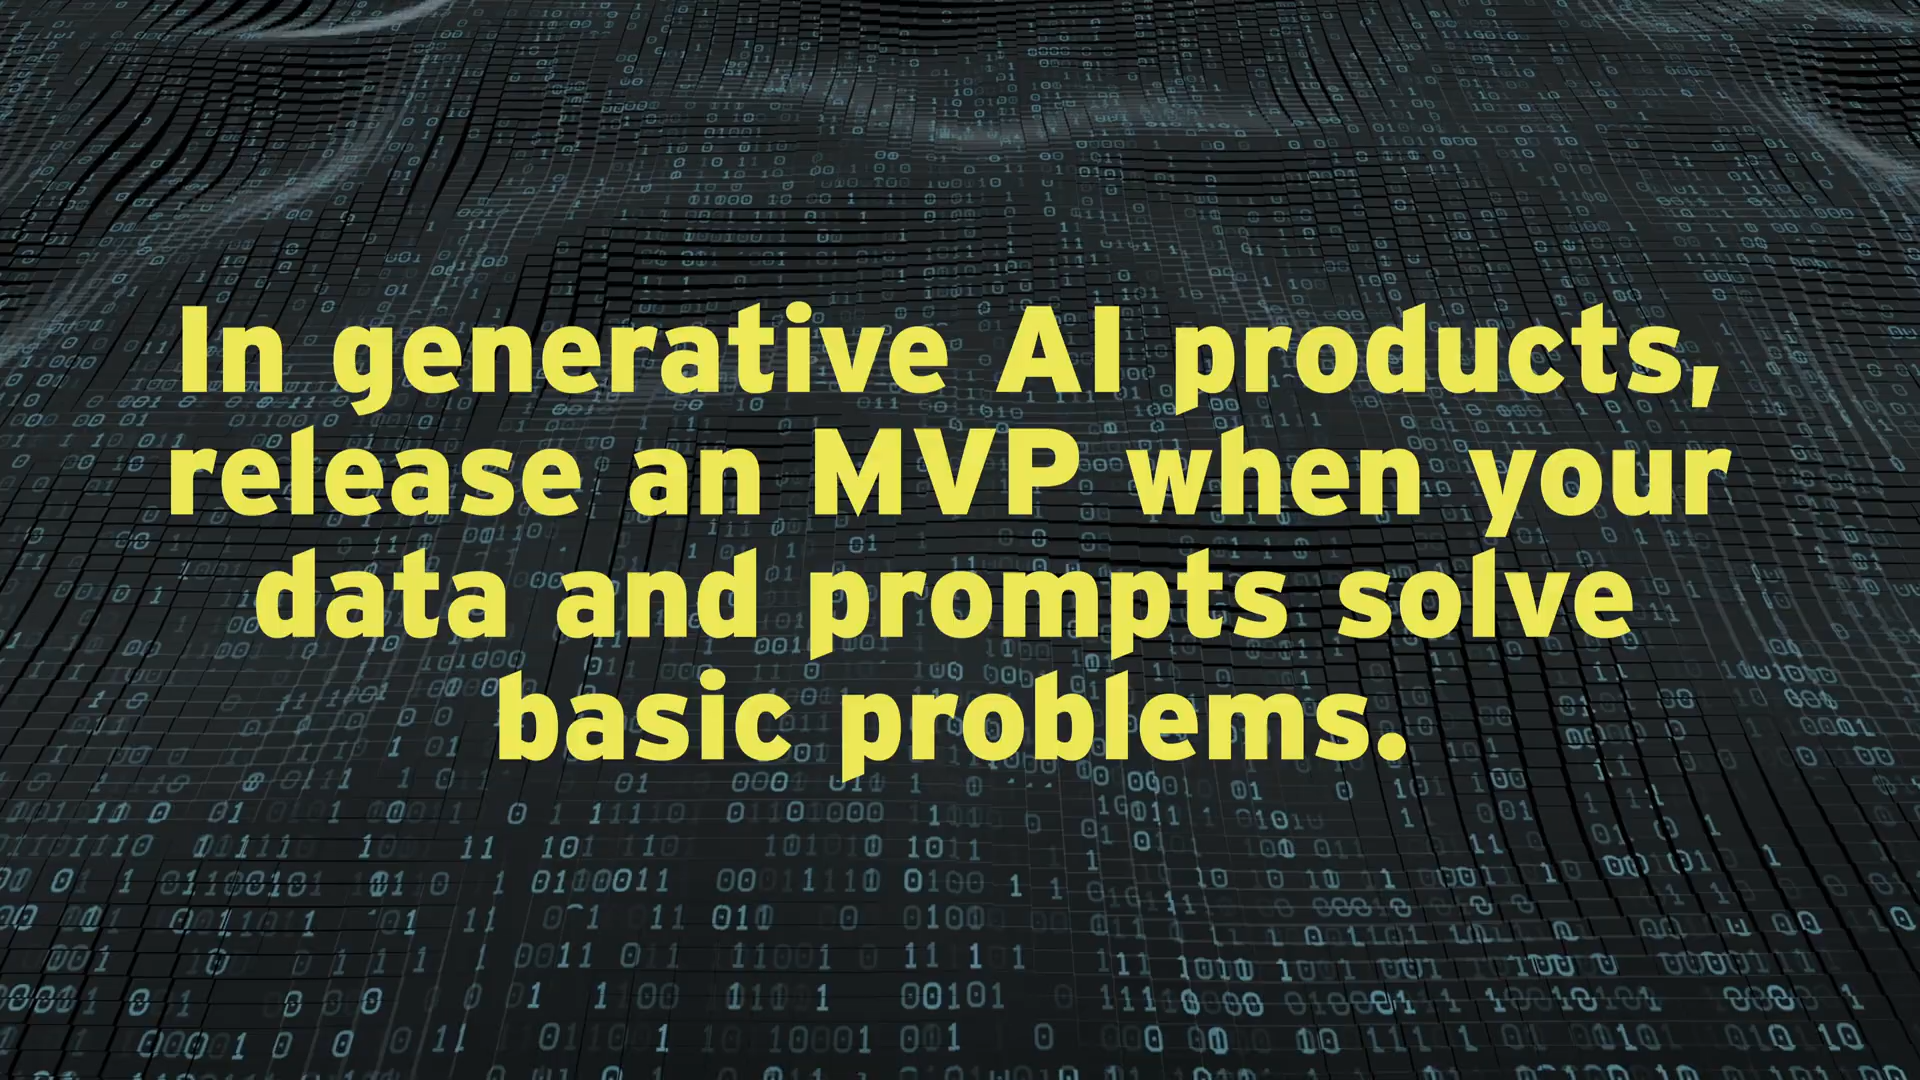 In generative AI products,
release an MVP when your
data and prompts solve
basic problems.